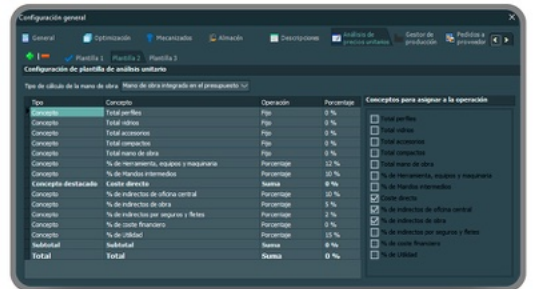 Configuración general
General Optimización Mecanizados Almacén Descripciones Análisis de precios unitarios Gestor de producción Pedidos a proveedor
Plantilla 1 Plantilla 2 Plantilla 3
Configuración de plantilla de análisis unitario
Tipo de cálculo de la mano de obra Mano de obra integrada en el presupuesto
Tipo Concepto Operación Porcentaje
Concepto Total perfiles Fijo 0 %
Concepto Total vidrios Fijo 0 %
Concepto Total accesorios Fijo 0 %
Concepto Total compactos Fijo 0 %
Concepto Total mano de obra Fijo 0 %
Concepto % de Herramienta, equipos y maquinaria Porcentaje 12 %
Concepto % de Mandos intermedios Porcentaje 10 %
Concepto destacado Coste directo Suma 0 %
Concepto % de indirectos de oficina central Porcentaje 10 %
Concepto % de indirectos de obra Porcentaje 5 %
Concepto % de indirectos por seguros y fletes Porcentaje 2 %
Concepto % de coste financiero Porcentaje 0 %
Concepto % de Utilidad Porcentaje 15 %
Subtotal Subtotal Suma 0 %
Total Total Suma 0 %
Conceptos para asignar a la operación
Total perfiles
Total vidrios
Total accesorios
Total compactos
Total mano de obra
% de Herramienta, equipos y maquinaria
% de Mandos intermedios
Coste directo
% de indirectos de oficina central
% de indirectos de obra
% de indirectos por seguros y fletes
% de coste financiero
% de Utilidad